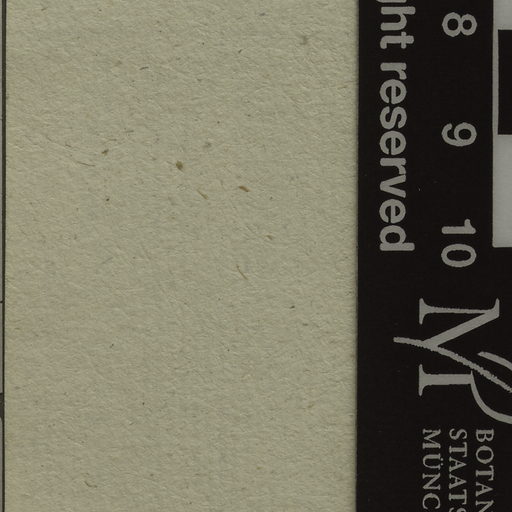 ght reserved
8 9 10
M
BOTAN
STAATS
MÜNC